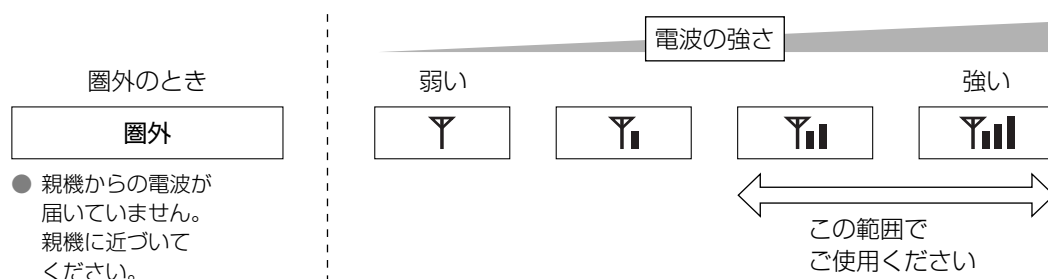 電波の強さ
圏外のとき
弱い
強い
圏外
● 親機からの電波が
届いていません。
親機に近づいて
ください。
この範囲で
ご使用ください